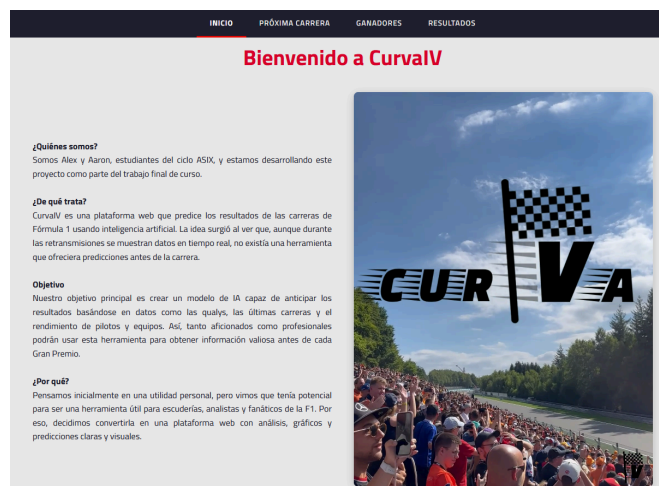 INICIO PRÓXIMA CARRERA GANADORES RESULTADOS
Bienvenido a CurvaIV
¿Quiénes somos?
Somos Alex y Aaron, estudiantes del ciclo ASIX, y estamos desarrollando este
proyecto como parte del trabajo final de curso.
¿De qué trata?
CurvaIV es una plataforma web que predice los resultados de las carreras de
Fórmula 1 usando inteligencia artificial. La idea surgió al ver que, aunque durante
las retransmisiones se muestran datos en tiempo real, no existía una herramienta
que ofreciera predicciones antes de la carrera.
Objetivo
Nuestro objetivo principal es crear un modelo de IA capaz de anticipar los
resultados basándose en datos como las qualys, las últimas carreras y el
rendimiento de pilotos y equipos. Así, tanto aficionados como profesionales
podrán usar esta herramienta para obtener información valiosa antes de cada
Gran Premio.
¿Por qué?
Pensamos inicialmente en una utilidad personal, pero vimos que tenía potencial
para ser una herramienta útil para escuderías, analistas y fanáticos de la F1. Por
eso, decidimos convertirla en una plataforma web con análisis, gráficos y
predicciones claras y visuales.
CURVA